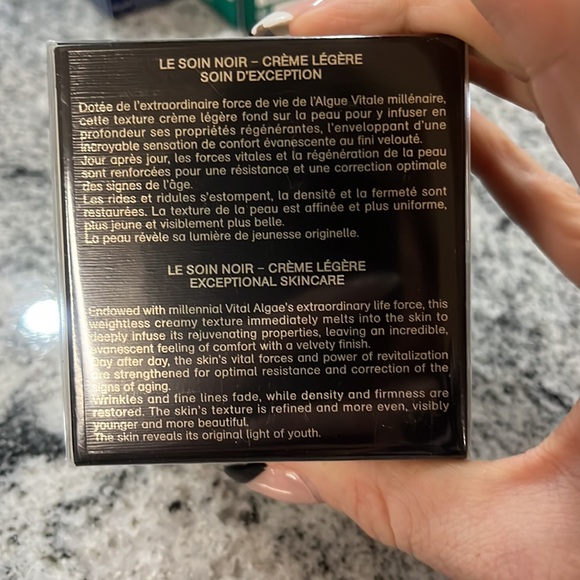 LE SOIN NOIR – CRÈME LÉGÈRE
SOIN D'EXCEPTION
Dotée de l'extraordinaire force de vie de l'Algue Vitale millénaire,
cette texture crème légère fond sur la peau pour y infuser en
profondeur ses propriétés régénérantes, l'enveloppant d'une
incroyable sensation de confort évanescente au fini velouté.
Jour après jour, les forces vitales et la régénération de la peau
sont renforcées pour une résistance et une correction optimale
des signes de l'âge.
Les rides et ridules s'estompent, la densité et la fermeté sont
restaurées. La texture de la peau est affinée et plus uniforme,
plus jeune et visiblement plus belle.
La peau révèle sa lumière de jeunesse originelle.
LE SOIN NOIR – CRÈME LÉGÈRE
EXCEPTIONAL SKINCARE
Endowed with millennial Vital Algae's extraordinary life force, this
weightless creamy texture immediately melts into the skin to
deeply infuse its rejuvenating properties, leaving an incredible,
evanescent feeling of comfort with a velvety finish.
Day after day, the skin's vital forces and power of revitalization
are strengthened for optimal resistance and correction of the
signs of aging.
Wrinkles and fine lines fade, while density and firmness are
restored. The skin's texture is refined and more even, visibly
younger and more beautiful.
The skin reveals its original light of youth.